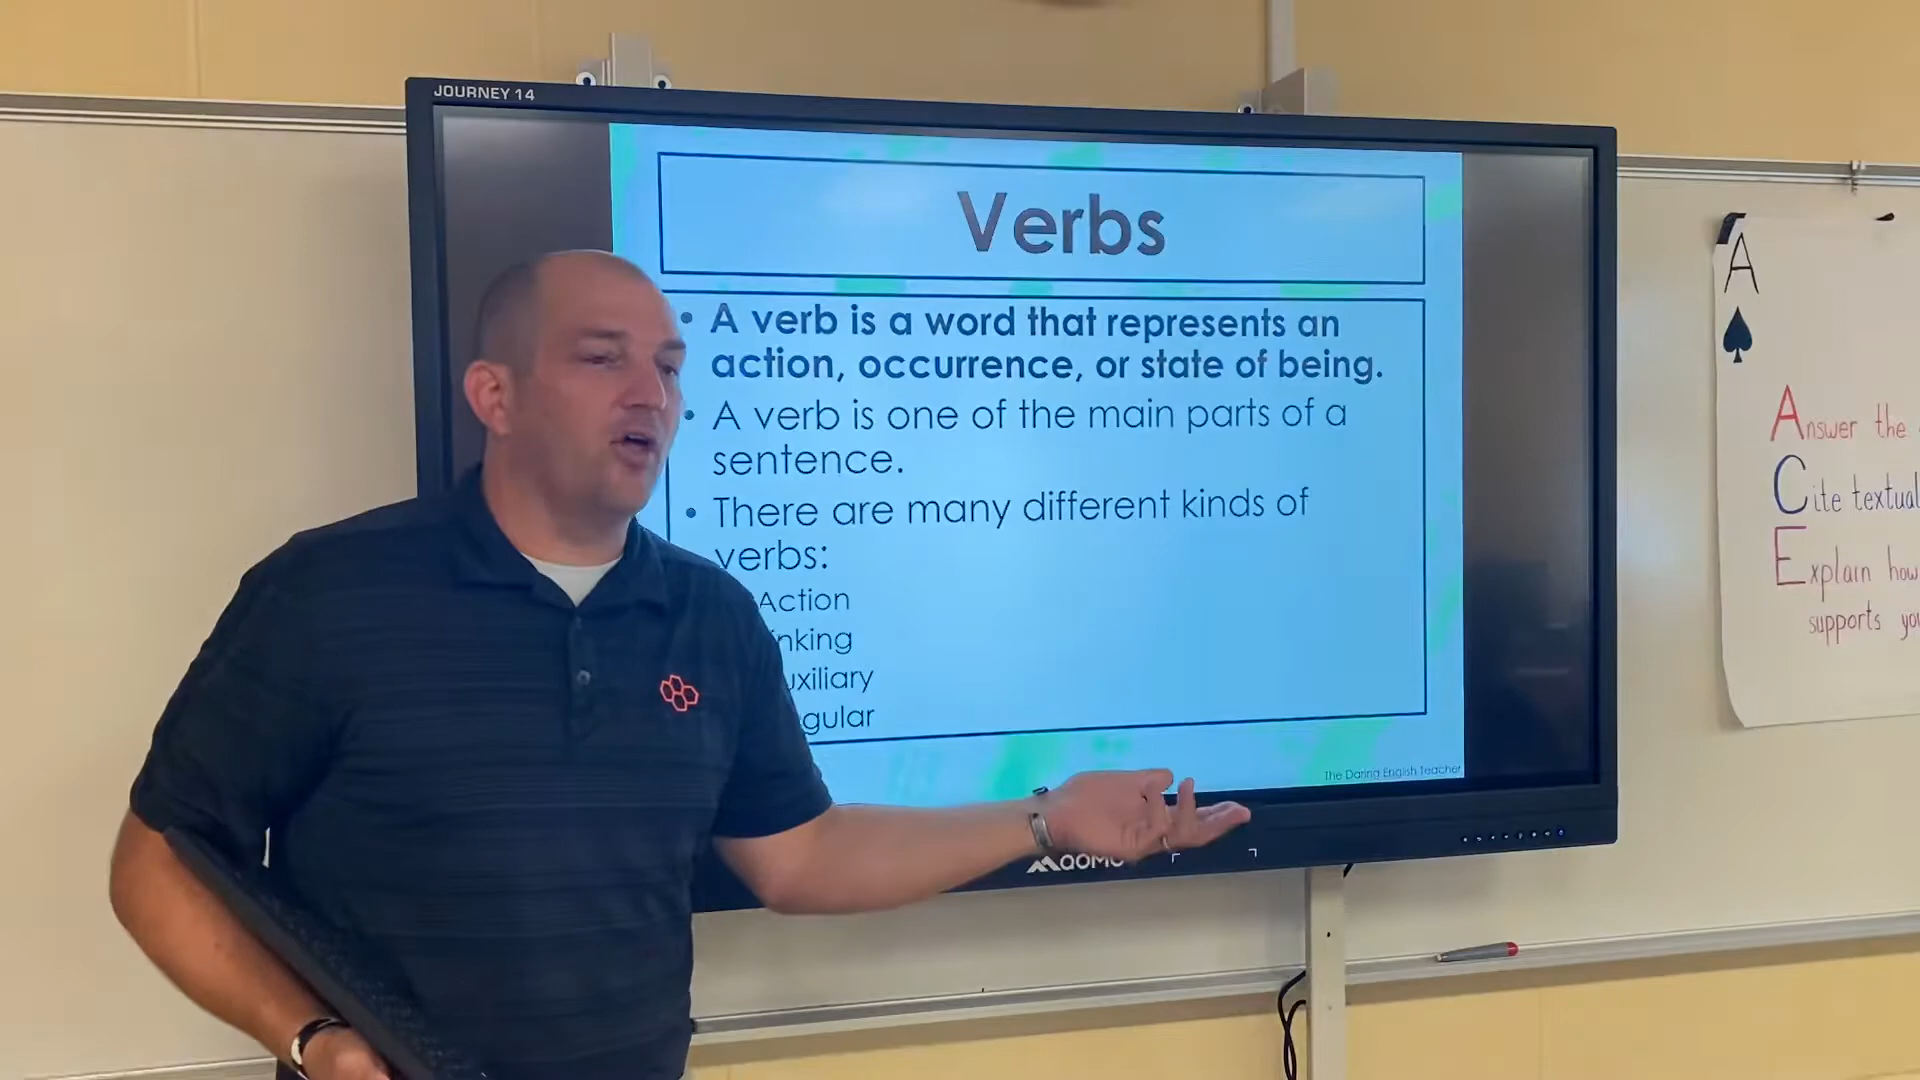 JOURNEY 14
Verbs
• A verb is a word that represents an
action, occurrence, or state of being.
• A verb is one of the main parts of a
sentence.
• There are many different kinds of
verbs:
Action
nking
uxiliary
gular
The Daring English Teacher
A
Answer the
Cite textual
Explain how
supports